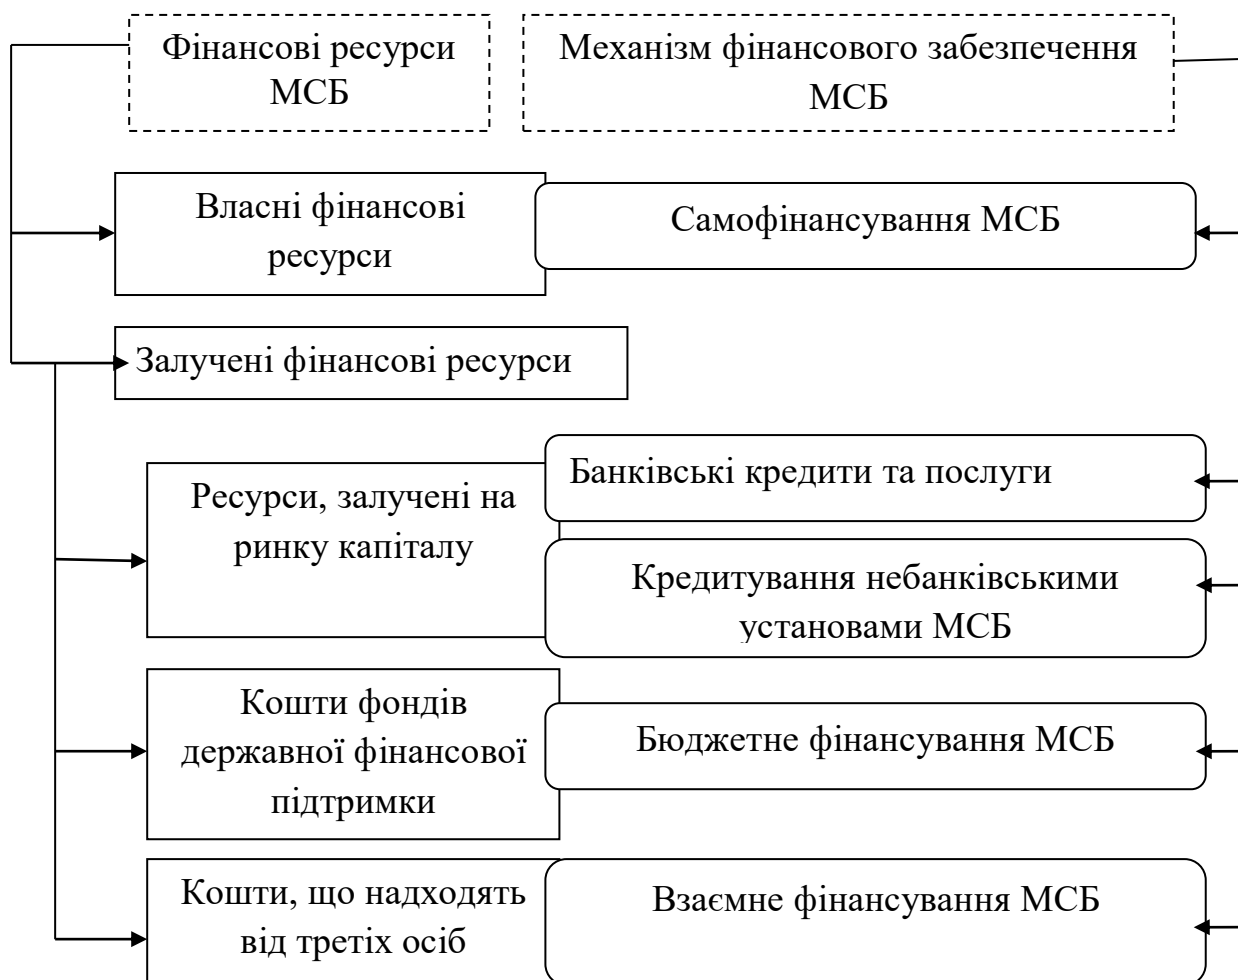 Фінансові ресурси
МСБ
Механізм фінансового забезпечення
МСБ
Власні фінансові
ресурси
Самофінансування МСБ
Залучені фінансові ресурси
Ресурси, залучені на
ринку капіталу
Банківські кредити та послуги
Кредитування небанківськими
установами МСБ
Кошти фондів
державної фінансової
підтримки
Бюджетне фінансування МСБ
Кошти, що надходять
від третіх осіб
Взаємне фінансування МСБ